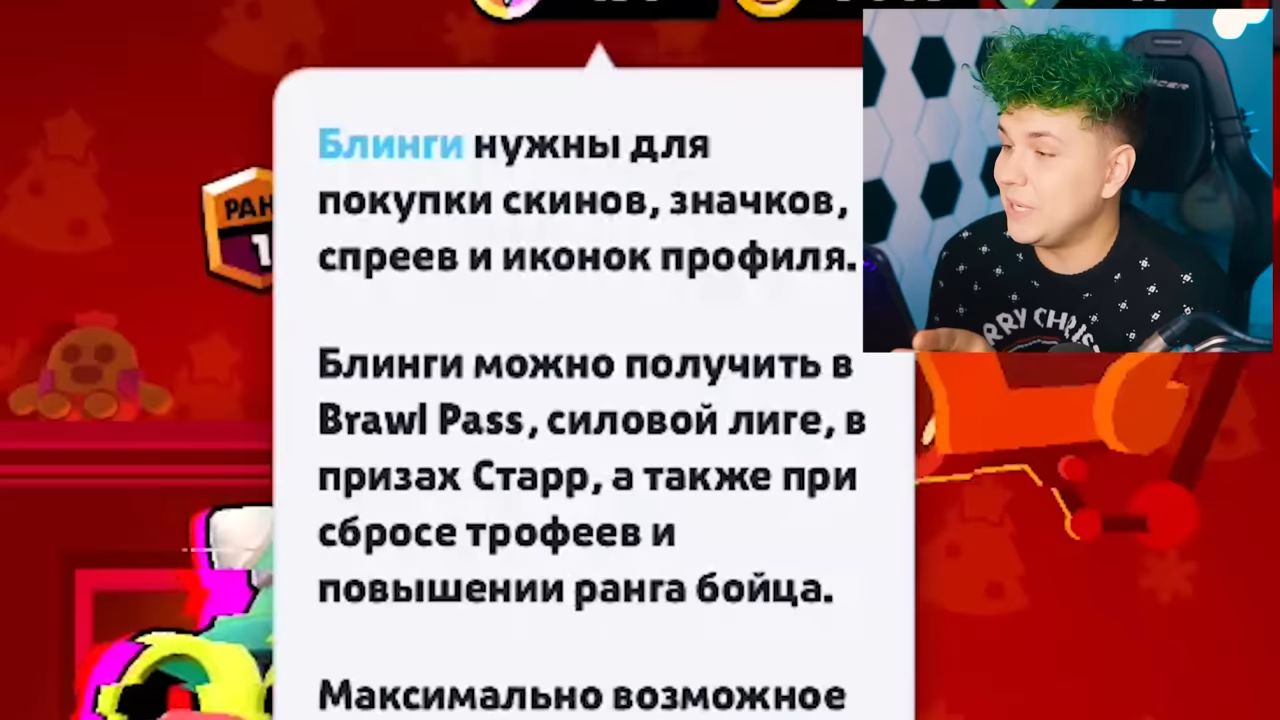 Блинги нужны для
покупки скинов, значков,
спреев и иконок профиля.
Блинги можно получить в
Brawl Pass, силовой лиге, в
призах Старр, а также при
сбросе трофеев и
повышении ранга бойца.
Максимально возможное